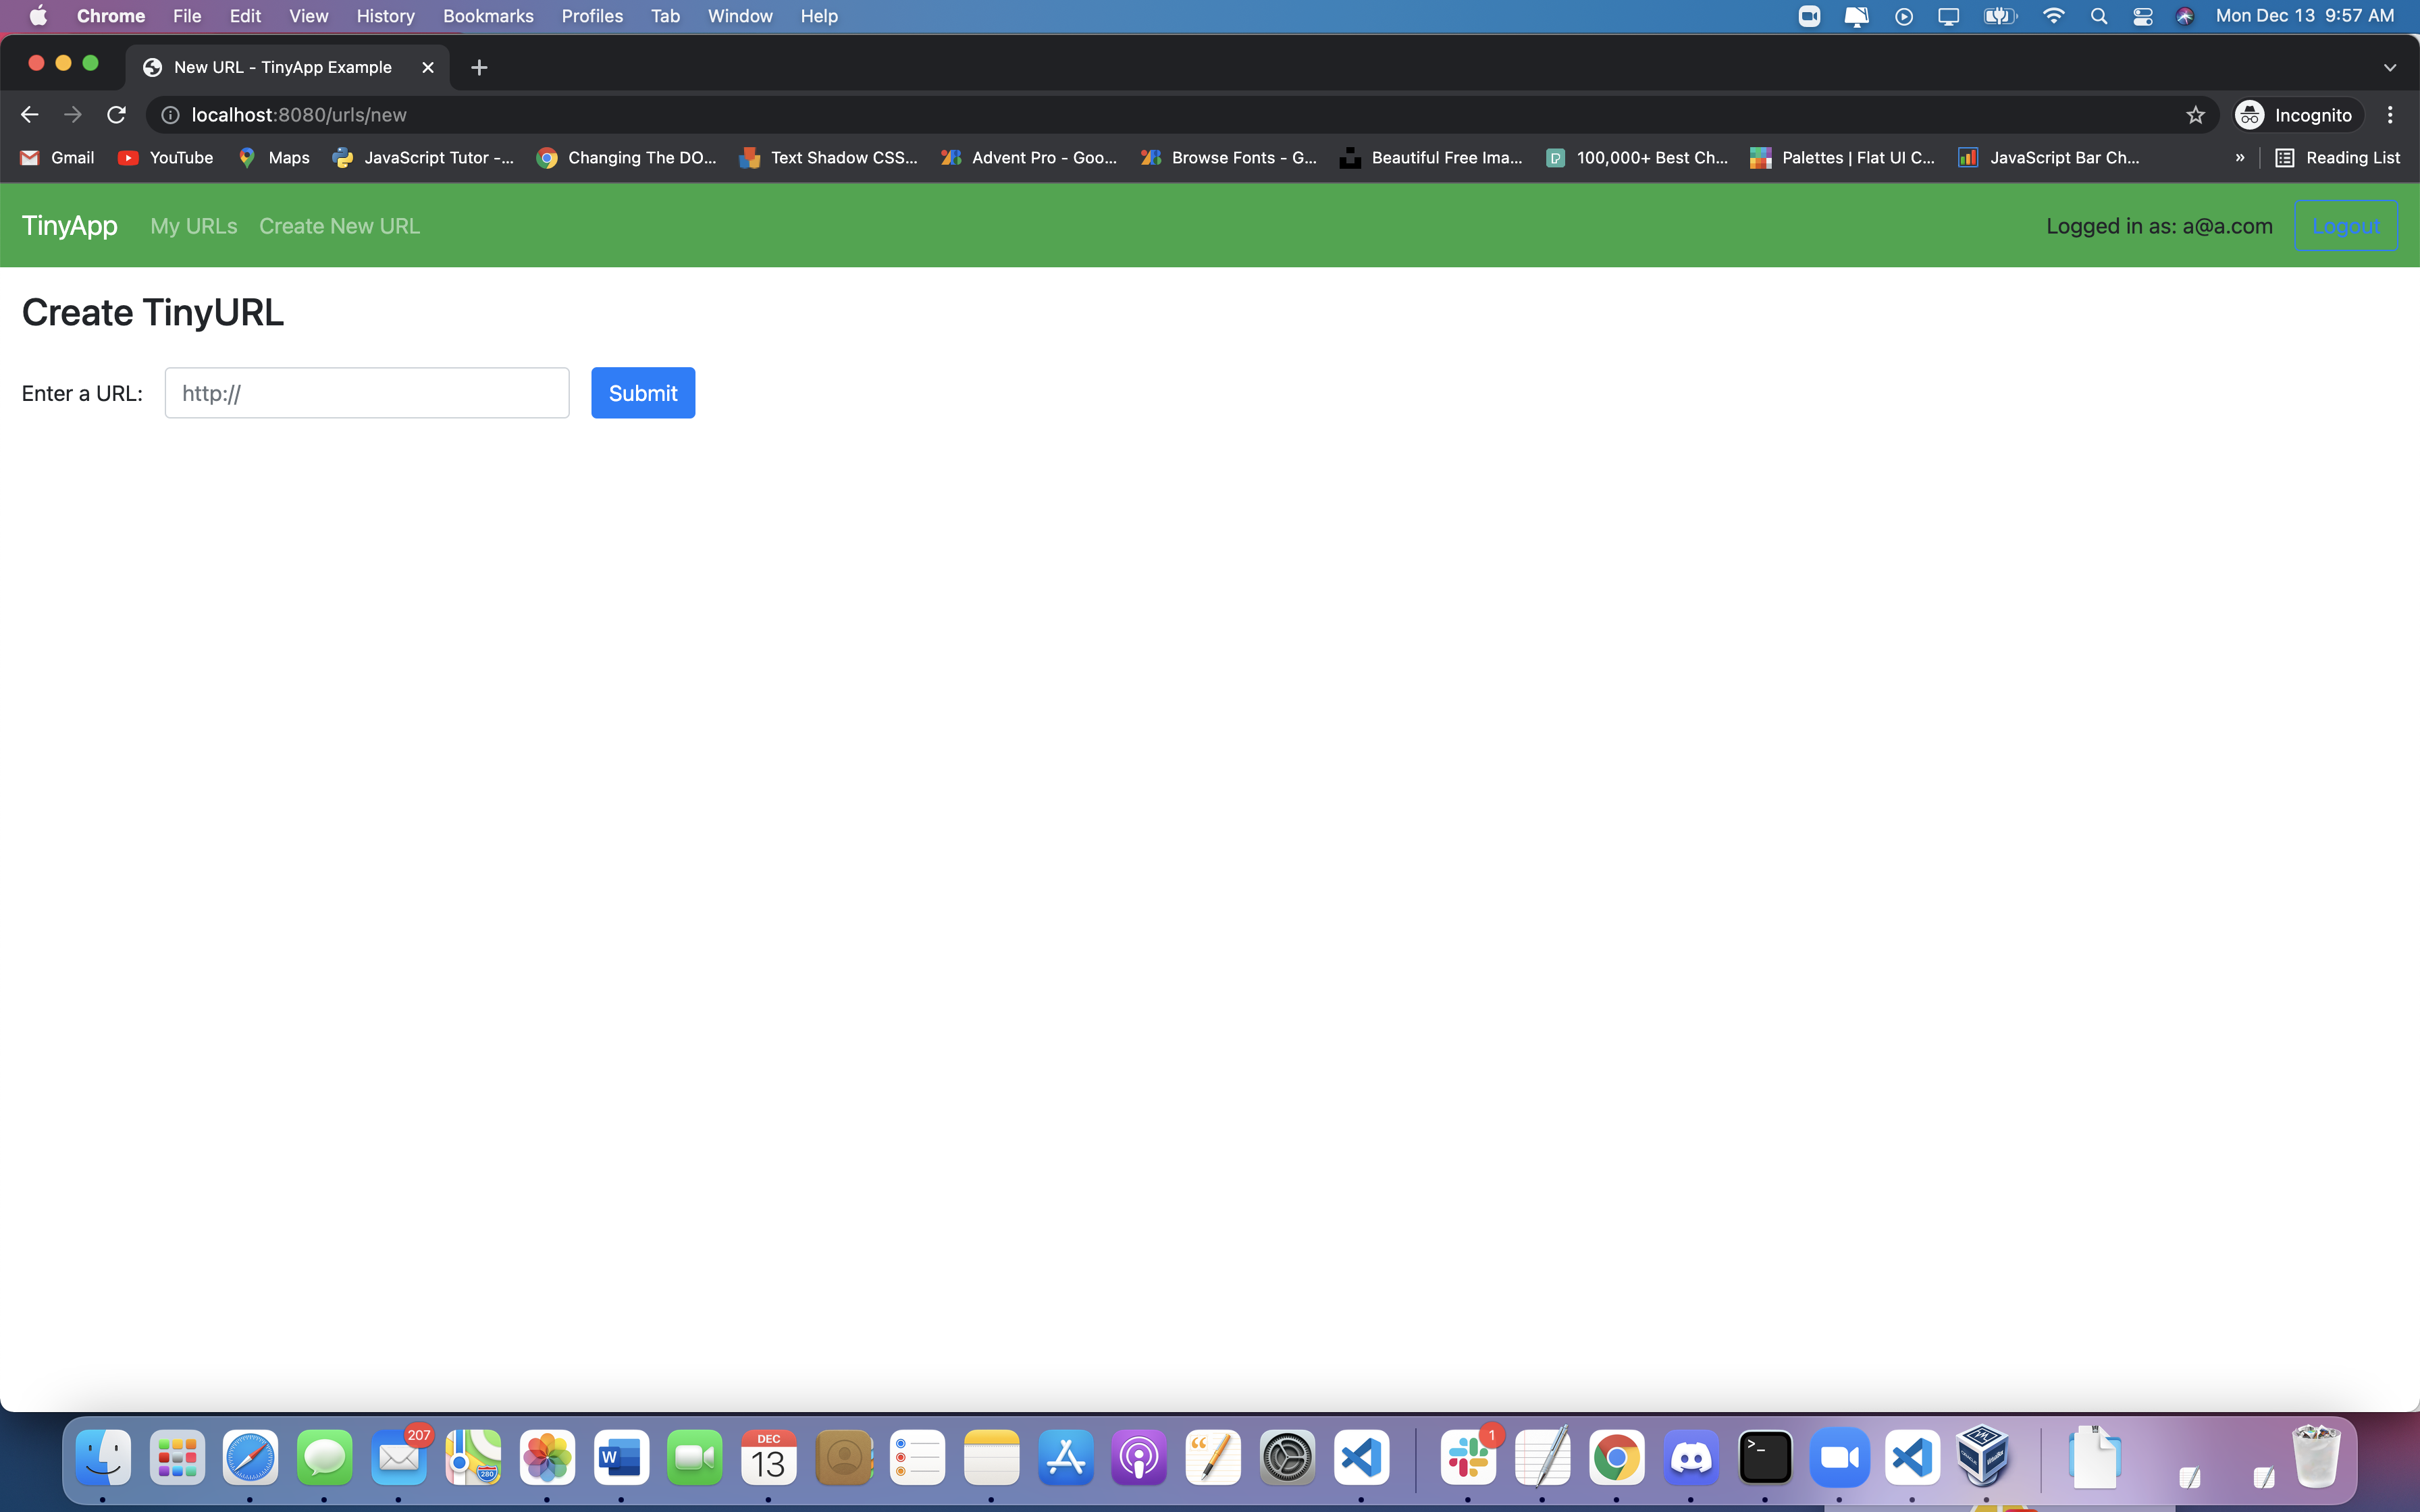 Chrome File Edit View History Bookmarks Profiles Tab Window Help Mon Dec 13 9:57 AM
New URL - TinyApp Example
localhost:8080/urls/new Incognito
Gmail YouTube Maps JavaScript Tutor -... Changing The DO... Text Shadow CSS... Advent Pro - Goo... Browse Fonts - G... Beautiful Free Ima... 100,000+ Best Ch... Palettes | Flat UI C... JavaScript Bar Ch... » Reading List
TinyApp My URLs Create New URL Logged in as: a@a.com Logout
Create TinyURL
Enter a URL: http:// Submit
207 280 W DEC 13 1 >_